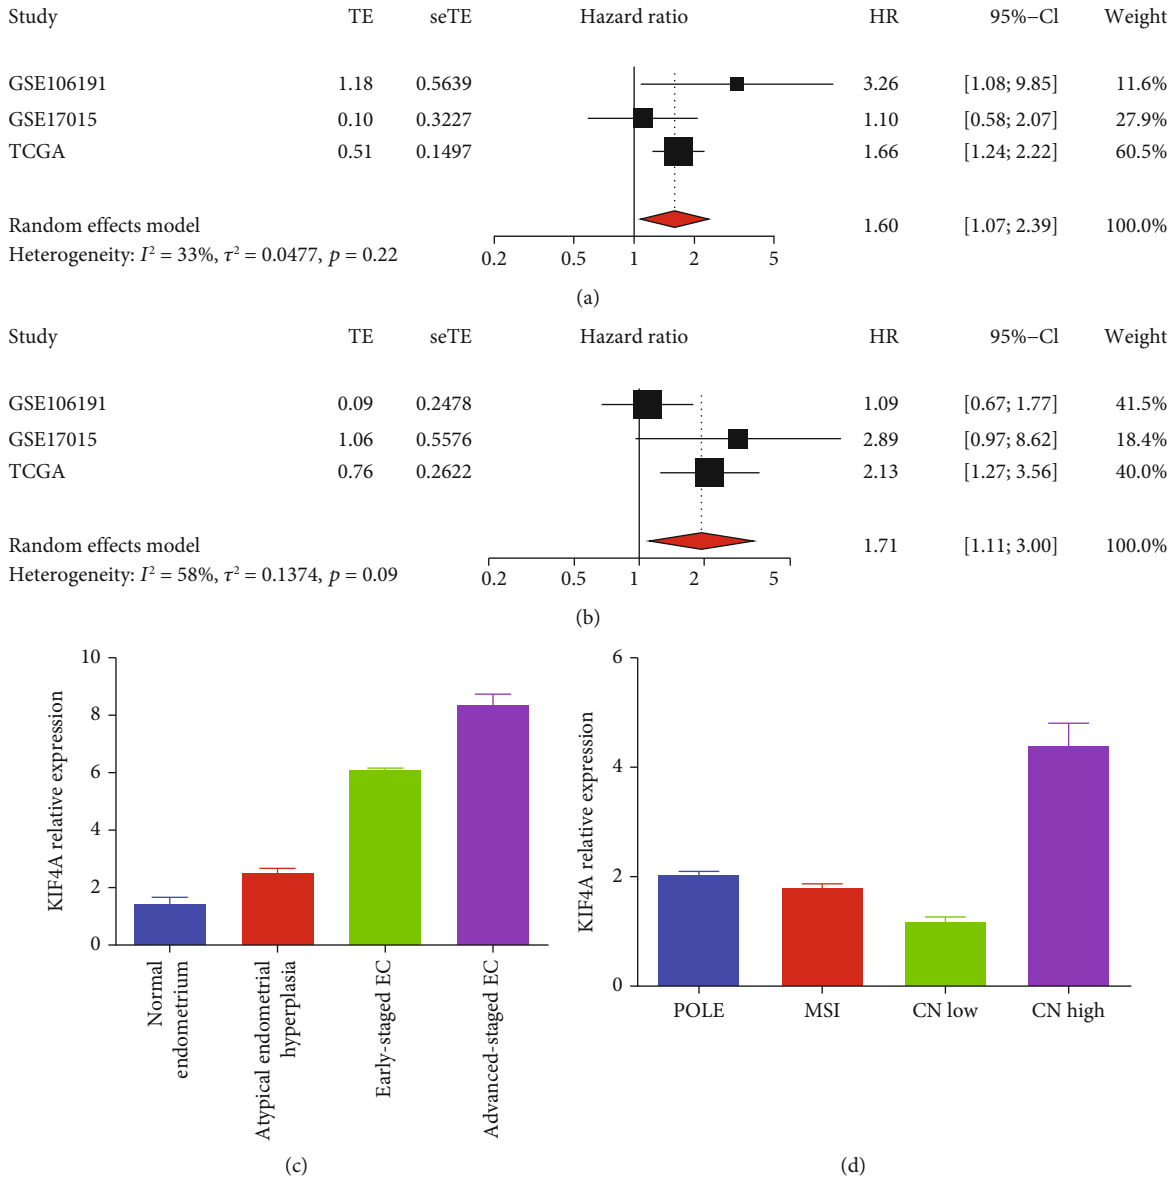 Study TE seTE Hazard ratio HR 95%−CI Weight
GSE106191 1.18 0.5639 3.26 [1.08; 9.85] 11.6%
GSE17015 0.10 0.3227 1.10 [0.58; 2.07] 27.9%
TCGA 0.51 0.1497 1.66 [1.24; 2.22] 60.5%
Random effects model 1.60 [1.07; 2.39] 100.0%
Heterogeneity: I² = 33%, τ² = 0.0477, p = 0.22
0.2 0.5 1 2 5
(a)
Study TE seTE Hazard ratio HR 95%−CI Weight
GSE106191 0.09 0.2478 1.09 [0.67; 1.77] 41.5%
GSE17015 1.06 0.5576 2.89 [0.97; 8.62] 18.4%
TCGA 0.76 0.2622 2.13 [1.27; 3.56] 40.0%
Random effects model 1.71 [1.11; 3.00] 100.0%
Heterogeneity: I² = 58%, τ² = 0.1374, p = 0.09
0.2 0.5 1 2 5
(b)
KIF4A relative expression
10
8
6
4
2
0
Normal
endometrium
Atypical endometrial
hyperplasia
Early-staged EC
Advanced-staged EC
(c)
KIF4A relative expression
6
4
2
0
POLE MSI CN low CN high
(d)